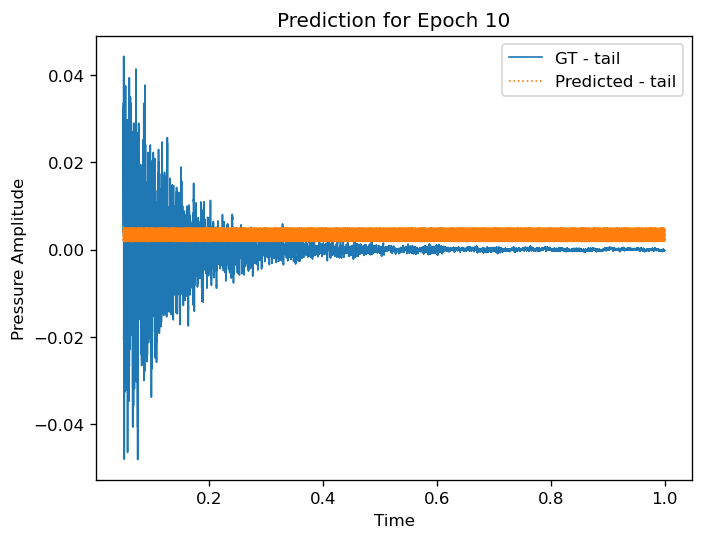 Prediction for Epoch 10
GT - tail
Predicted - tail
Pressure Amplitude
0.04
0.02
0.00
−0.02
−0.04
0.2
0.4
0.6
0.8
1.0
Time